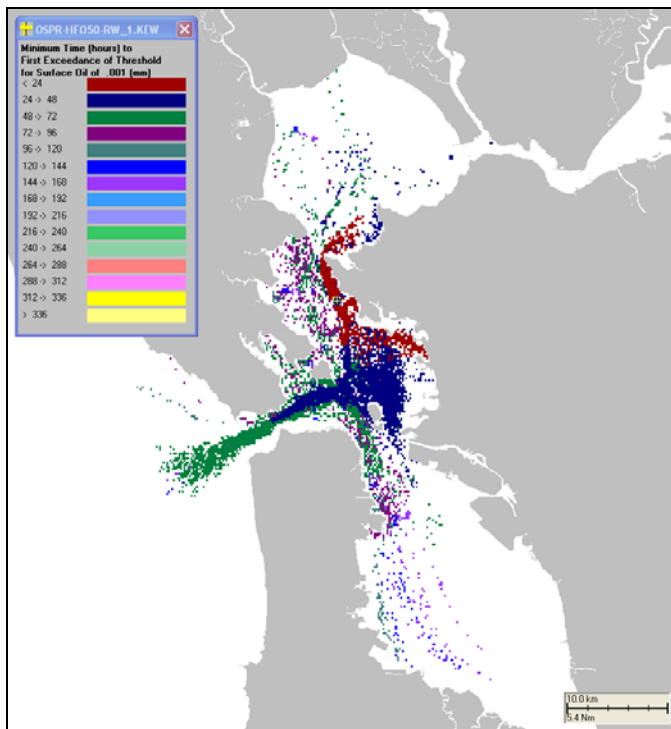 OSPR-HFO50-RW_1.KEW
Minimum Time (hours) to
First Exceedance of Threshold
for Surface Oil of .001 (mm)
< 24
24 -> 48
48 -> 72
72 -> 96
96 -> 120
120 -> 144
144 -> 168
168 -> 192
192 -> 216
216 -> 240
240 -> 264
264 -> 288
288 -> 312
312 -> 336
> 336
10.0 km
5.4 Nm